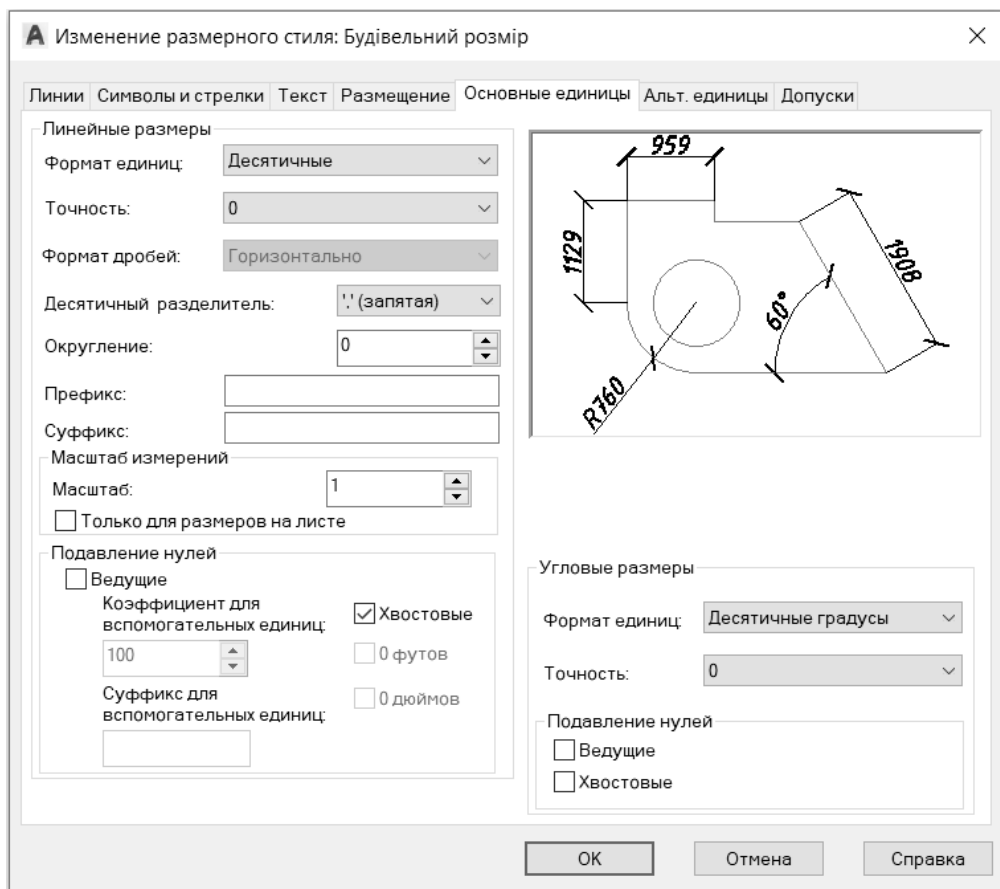 Изменение размерного стиля: Будівельний розмір
Линии Символы и стрелки Текст Размещение Основные единицы Альт. единицы Допуски
Линейные размеры
Формат единиц: Десятичные
Точность: 0
Формат дробей: Горизонтально
Десятичный разделитель: '.' (запятая)
Округление: 0
Префикс:
Суффикс:
Масштаб измерений
Масштаб: 1
Только для размеров на листе
Подавление нулей
Ведущие
Коэффициент для
вспомогательных единиц:
100
Суффикс для
вспомогательных единиц:
Хвостовые
0 футов
0 дюймов
959
1129
1908
60°
R760
Угловые размеры
Формат единиц: Десятичные градусы
Точность: 0
Подавление нулей
Ведущие
Хвостовые
OK Отмена Справка